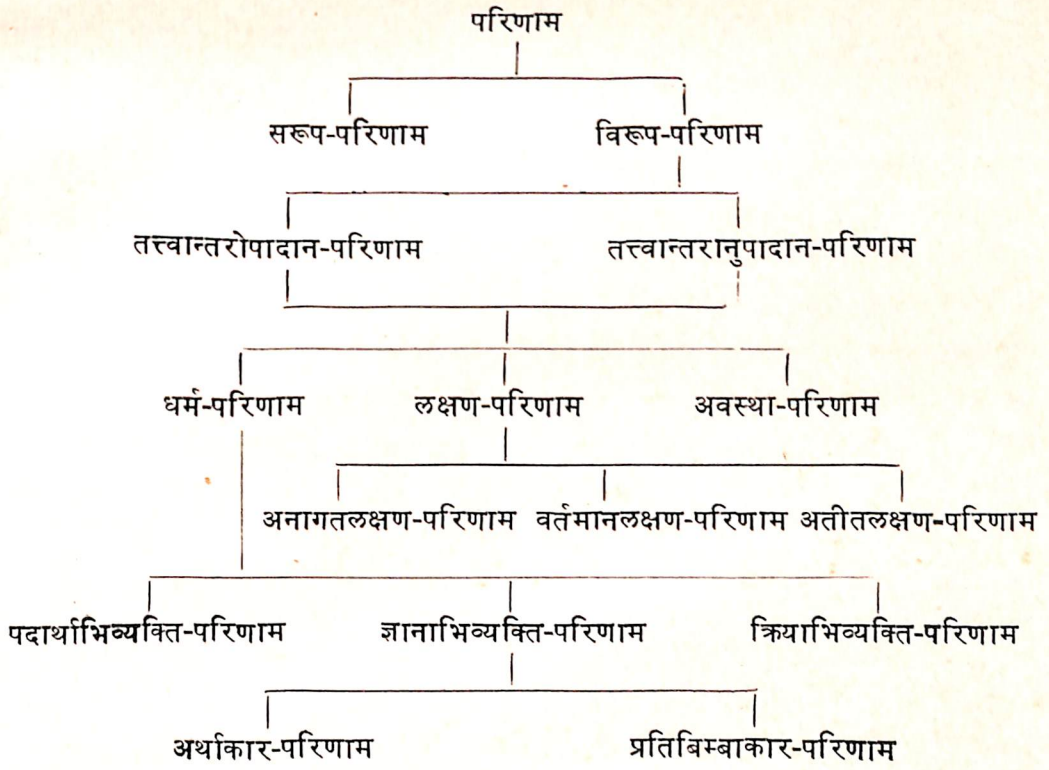 परिणाम
सरूप-परिणाम विरूप-परिणाम
तत्त्वान्तरोपादान-परिणाम तत्त्वान्तरानुपादान-परिणाम
धर्म-परिणाम लक्षण-परिणाम अवस्था-परिणाम
अनागतलक्षण-परिणाम वर्तमानलक्षण-परिणाम अतीतलक्षण-परिणाम
पदार्थाभिव्यक्ति-परिणाम ज्ञानाभिव्यक्ति-परिणाम क्रियाभिव्यक्ति-परिणाम
अर्थाकार-परिणाम प्रतिबिम्बाकार-परिणाम